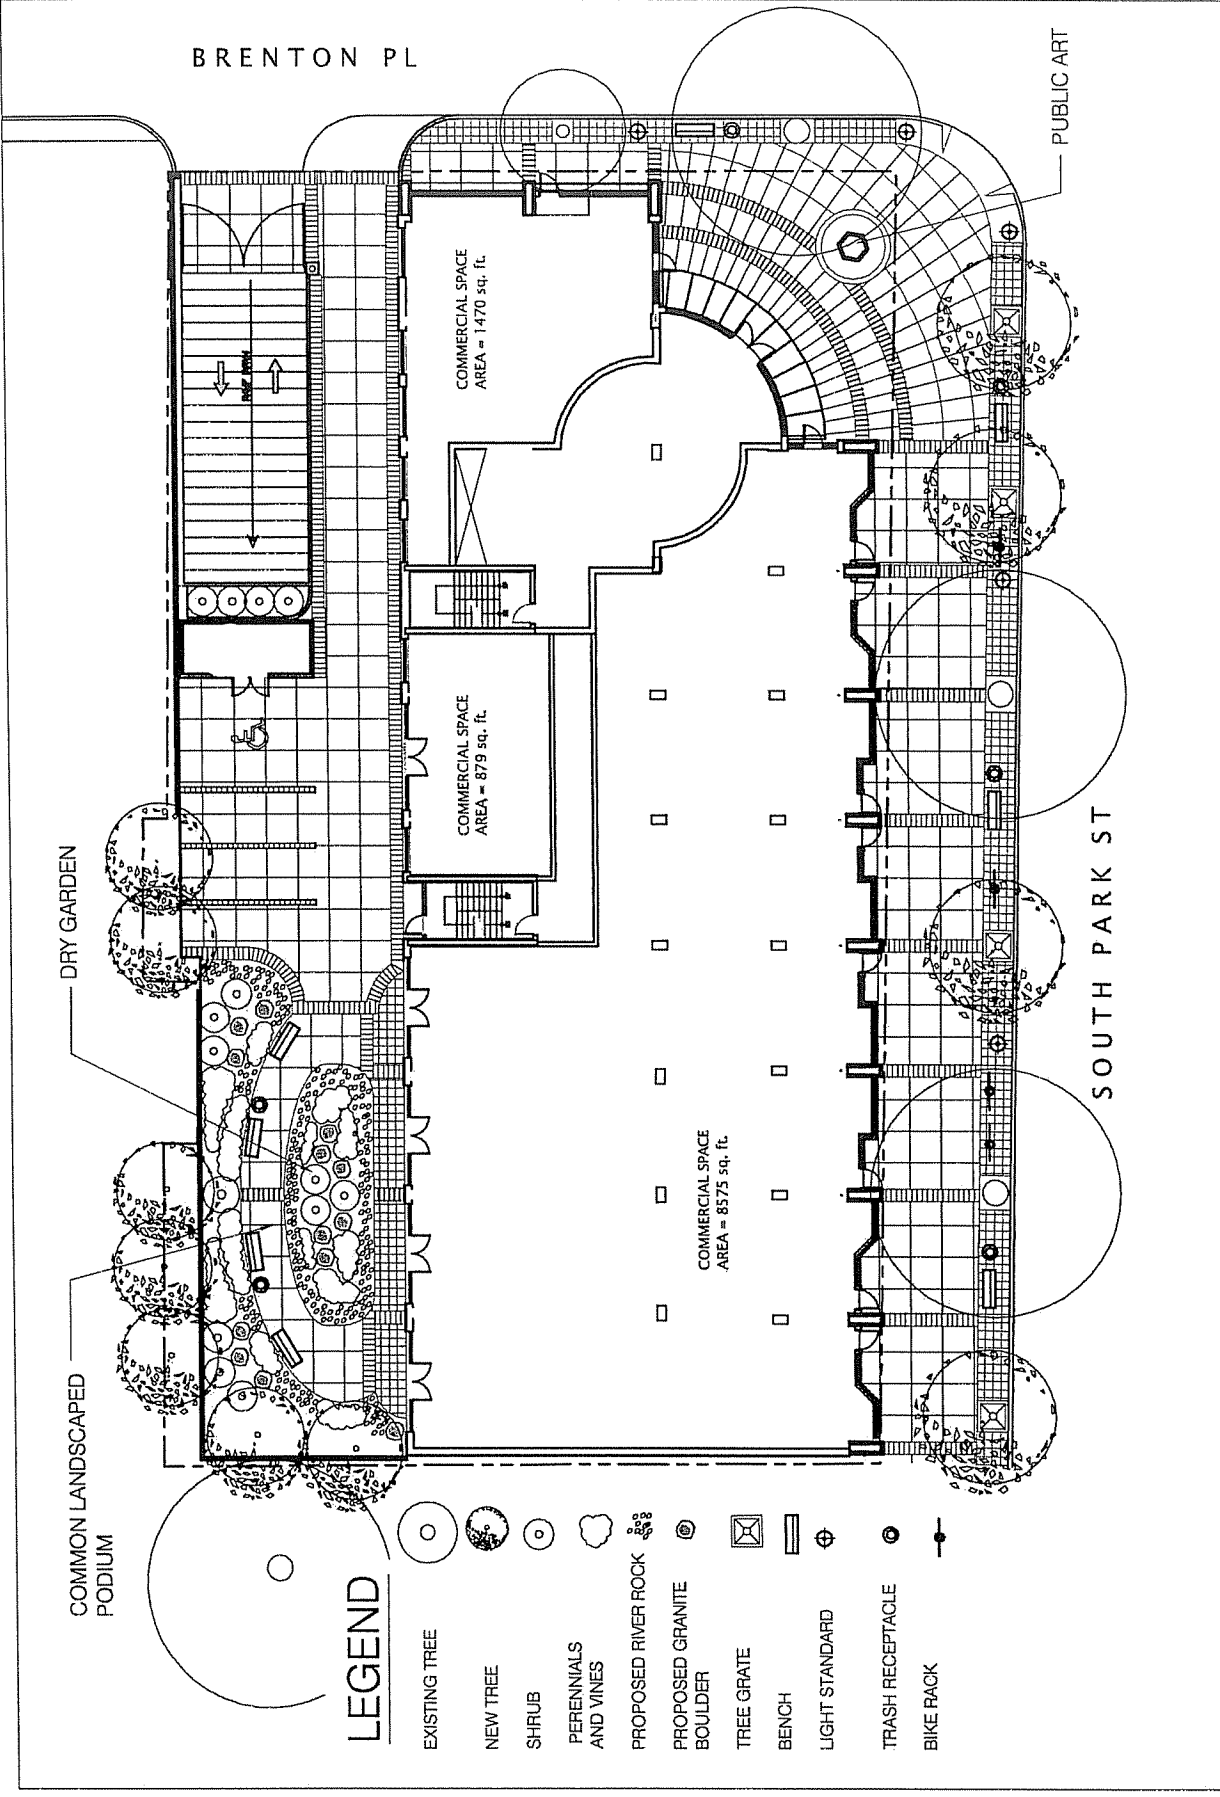 BRENTON PL
PUBLIC ART
COMMERCIAL SPACE
AREA = 1470 sq. ft.
COMMERCIAL SPACE
AREA = 879 sq. ft.
DRY GARDEN
SOUTH PARK ST
COMMERCIAL SPACE
AREA = 8575 sq. ft.
COMMON LANDSCAPED
PODIUM
LEGEND
EXISTING TREE
NEW TREE
SHRUB
PERENNIALS
AND VINES
PROPOSED RIVER ROCK
PROPOSED GRANITE
BOULDER
TREE GRATE
BENCH
LIGHT STANDARD
TRASH RECEPTACLE
BIKE RACK